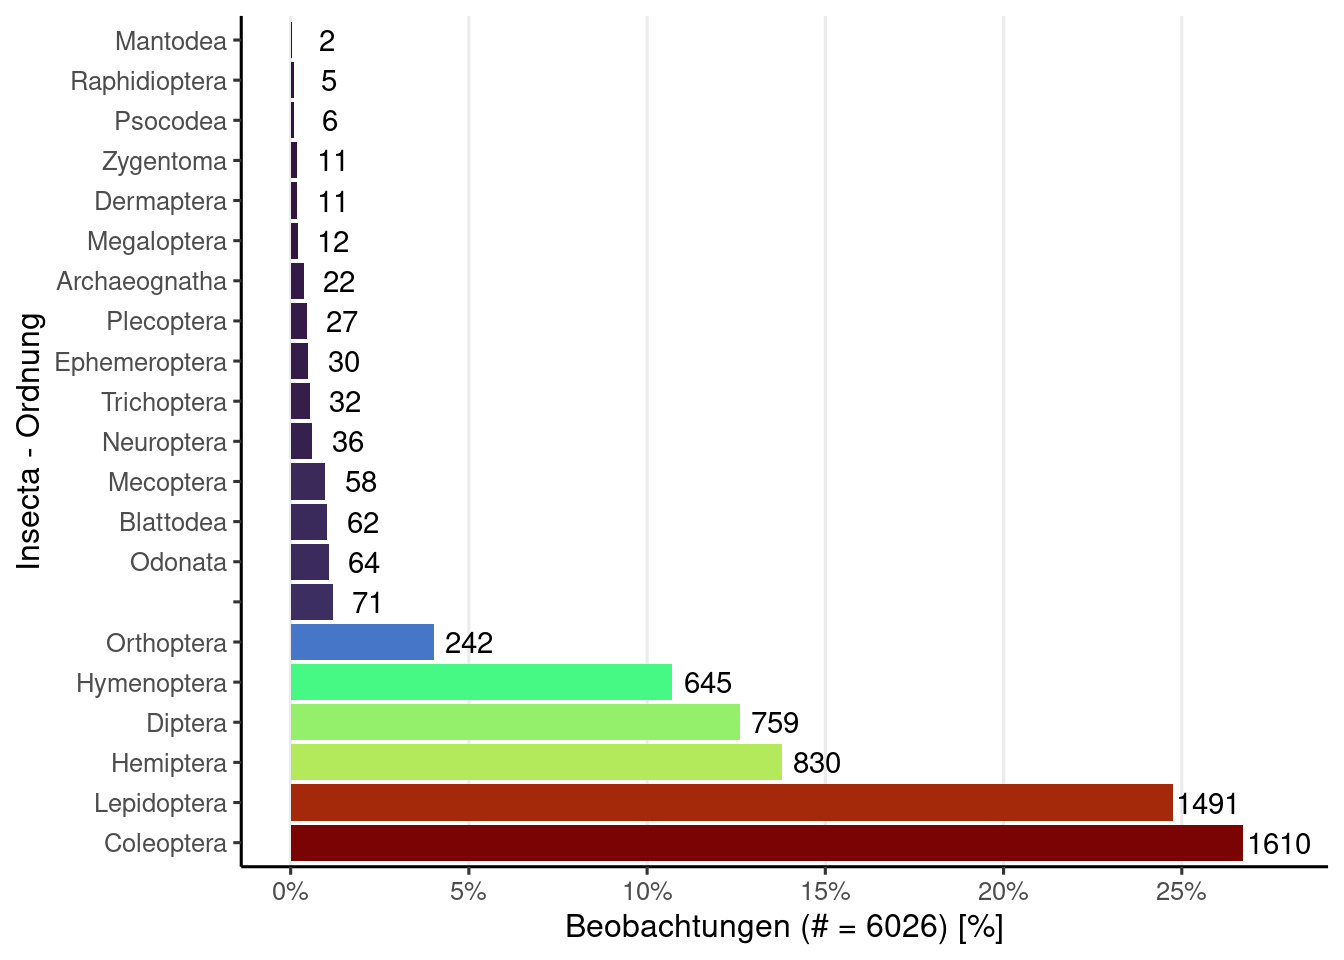 Mantodea 2
Raphidioptera 5
Psocodea 6
Zygentoma 11
Dermaptera 11
Megaloptera 12
Archaeognatha 22
Plecoptera 27
Ephemeroptera 30
Trichoptera 32
Neuroptera 36
Mecoptera 58
Blattodea 62
Odonata 64
71
Orthoptera 242
Hymenoptera 645
Diptera 759
Hemiptera 830
Lepidoptera 1491
Coleoptera 1610
Insecta - Ordnung
0% 5% 10% 15% 20% 25%
Beobachtungen (# = 6026) [%]